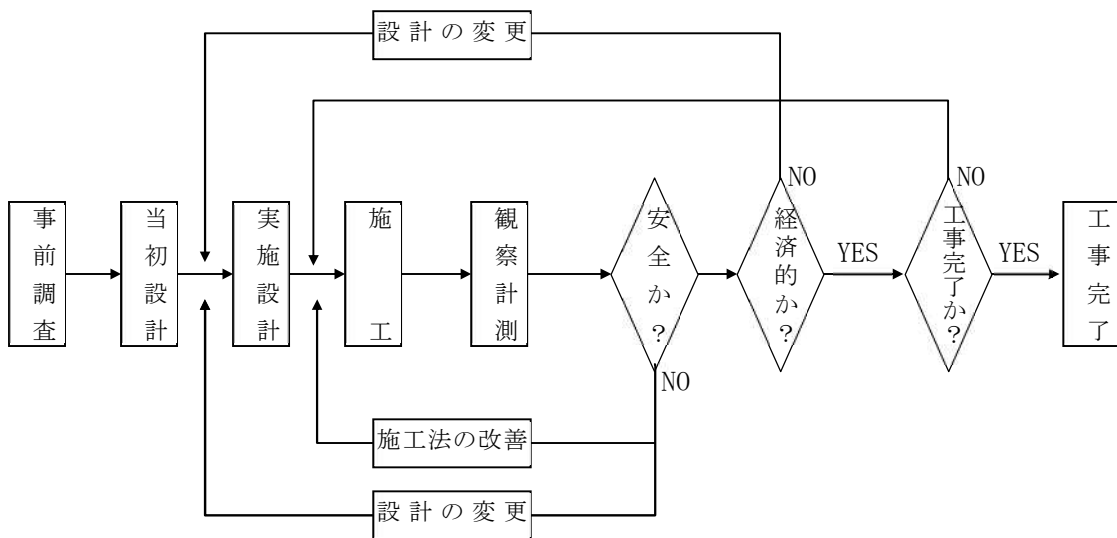 設計の変更
NO
NO
事前調査
当初設計
実施設計
施工
観察計測
安全か？
経済的か？
YES
工事完了か？
YES
工事完了
NO
施工法の改善
設計の変更